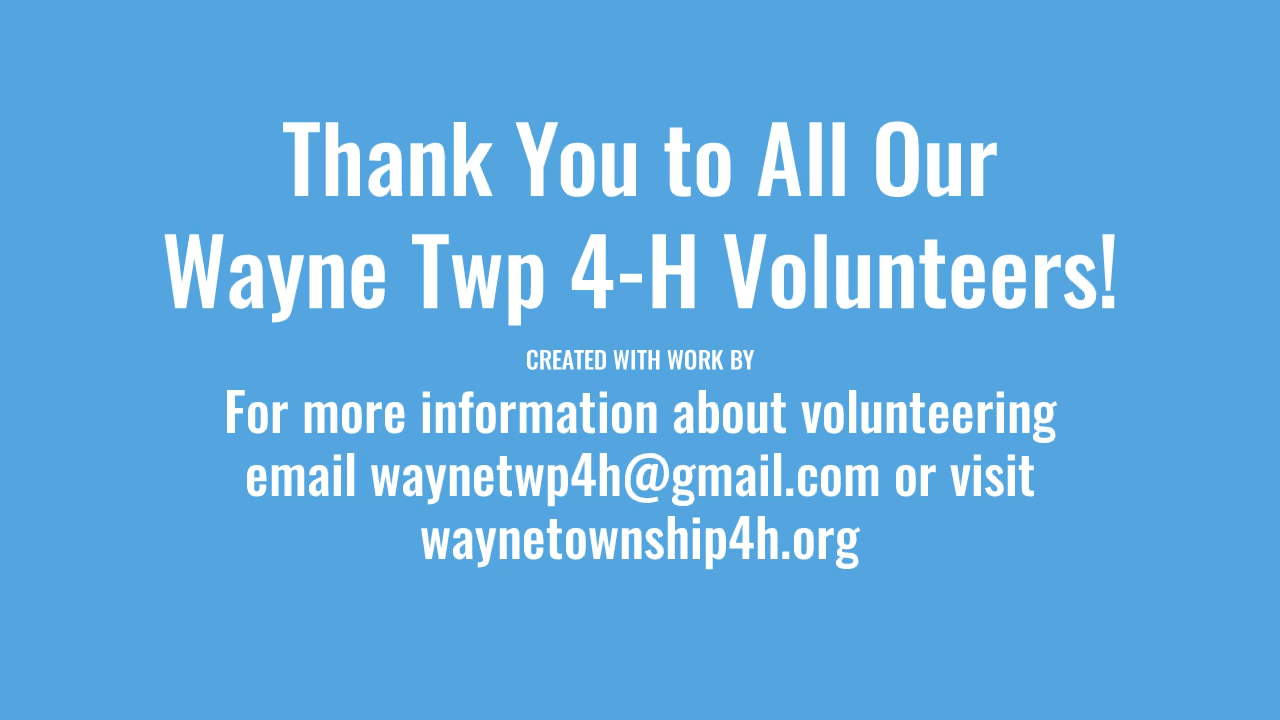 Thank You to All Our
Wayne Twp 4-H Volunteers!
CREATED WITH WORK BY
For more information about volunteering
email waynetwp4h@gmail.com or visit
waynetownship4h.org